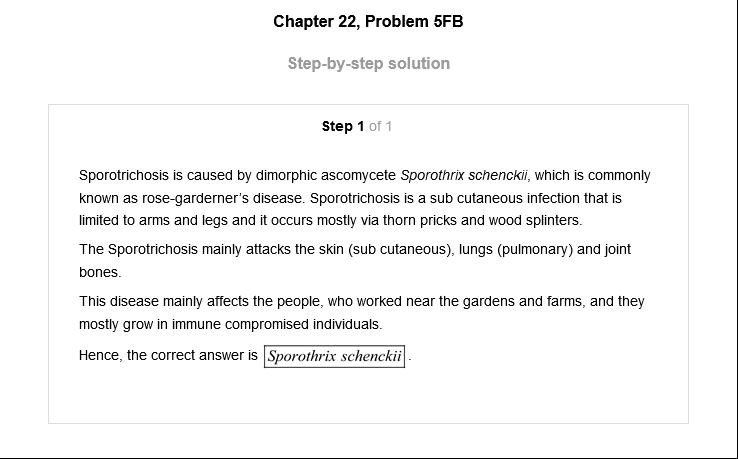 Chapter 22, Problem 5FB
Step-by-step solution
Step 1 of 1
Sporotrichosis is caused by dimorphic ascomycete Sporothrix schenckii, which is commonly
known as rose-garderner's disease. Sporotrichosis is a sub cutaneous infection that is
limited to arms and legs and it occurs mostly via thorn pricks and wood splinters.
The Sporotrichosis mainly attacks the skin (sub cutaneous), lungs (pulmonary) and joint
bones.
This disease mainly affects the people, who worked near the gardens and farms, and they
mostly grow in immune compromised individuals.
Hence, the correct answer is Sporothrix schenckii.